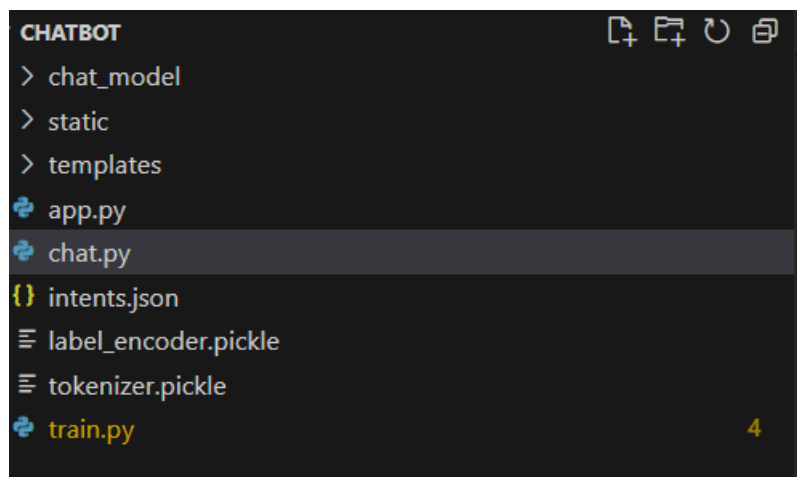 CHATBOT
chat_model
static
templates
app.py
chat.py
{} intents.json
label_encoder.pickle
tokenizer.pickle
train.py 4